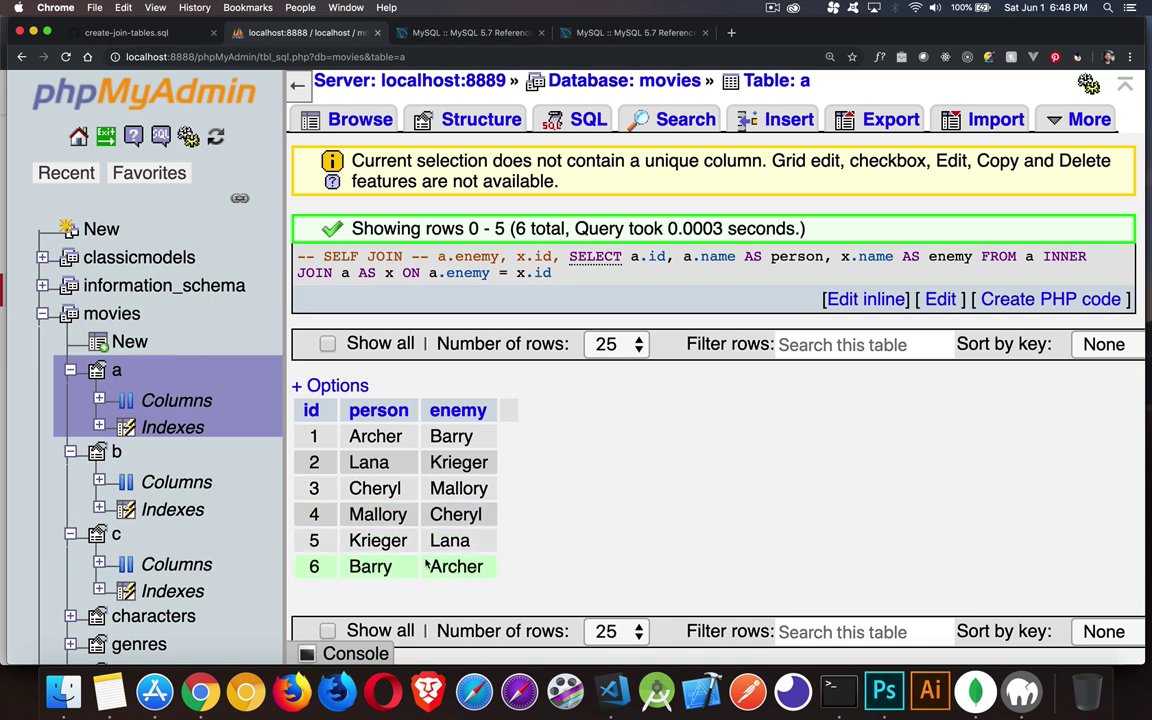 Chrome File Edit View History Bookmarks People Window Help 100% Sat Jun 1 6:48 PM
create-join-tables.sql × localhost:8888 / localhost / mo × MySQL :: MySQL 5.7 Referenc × MySQL :: MySQL 5.7 Referenc × +
localhost:8888/phpMyAdmin/tbl_sql.php?db=movies&table=a
phpMyAdmin
Recent Favorites
New
classicmodels
information_schema
movies
New
a
Columns
Indexes
b
Columns
Indexes
c
Columns
Indexes
characters
genres
Server: localhost:8889 » Database: movies » Table: a
Browse Structure SQL Search Insert Export Import More
Current selection does not contain a unique column. Grid edit, checkbox, Edit, Copy and Delete
features are not available.
Showing rows 0 - 5 (6 total, Query took 0.0003 seconds.)
-- SELF JOIN -- a.enemy, x.id, SELECT a.id, a.name AS person, x.name AS enemy FROM a INNER
JOIN a AS x ON a.enemy = x.id
[Edit inline] [ Edit ] [ Create PHP code ]
Show all | Number of rows: 25 Filter rows: Search this table Sort by key: None
+ Options
id person enemy
1 Archer Barry
2 Lana Krieger
3 Cheryl Mallory
4 Mallory Cheryl
5 Krieger Lana
6 Barry Archer
Show all | Number of rows: 25 Filter rows: Search this table Sort by key: None
Console
Ps Ai